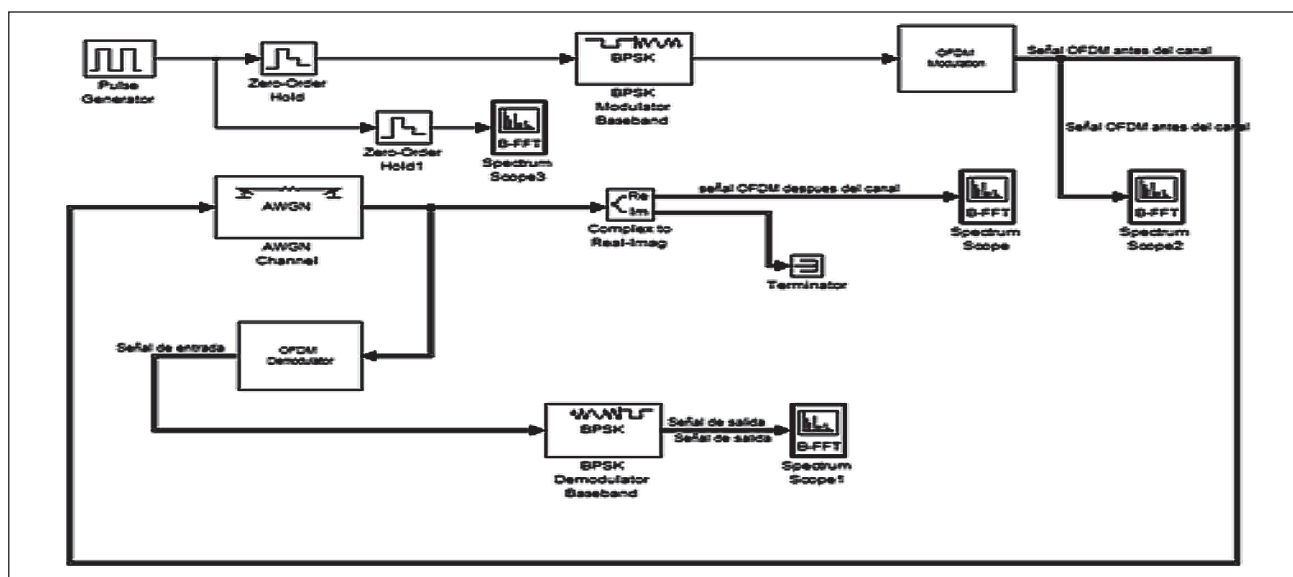 Pulse
Generator
Zero-Order
Hold
BPSK
BPSK
Modulator
Baseband
OFDM
Modulation
Señal OFDM antes del canal
Señal OFDM antes del canal
Zero-Order
Hold1
B-FFT
Spectrum
Scope3
AWGN
AWGN
Channel
Re
Im
Complex to
Real-Imag
señal OFDM despues del canal
B-FFT
Spectrum
Scope
B-FFT
Spectrum
Scope2
Terminator
Señal de entrada
OFDM
Demodulator
BPSK
BPSK
Demodulator
Baseband
Señal de salida
Señal de salida
B-FFT
Spectrum
Scope1